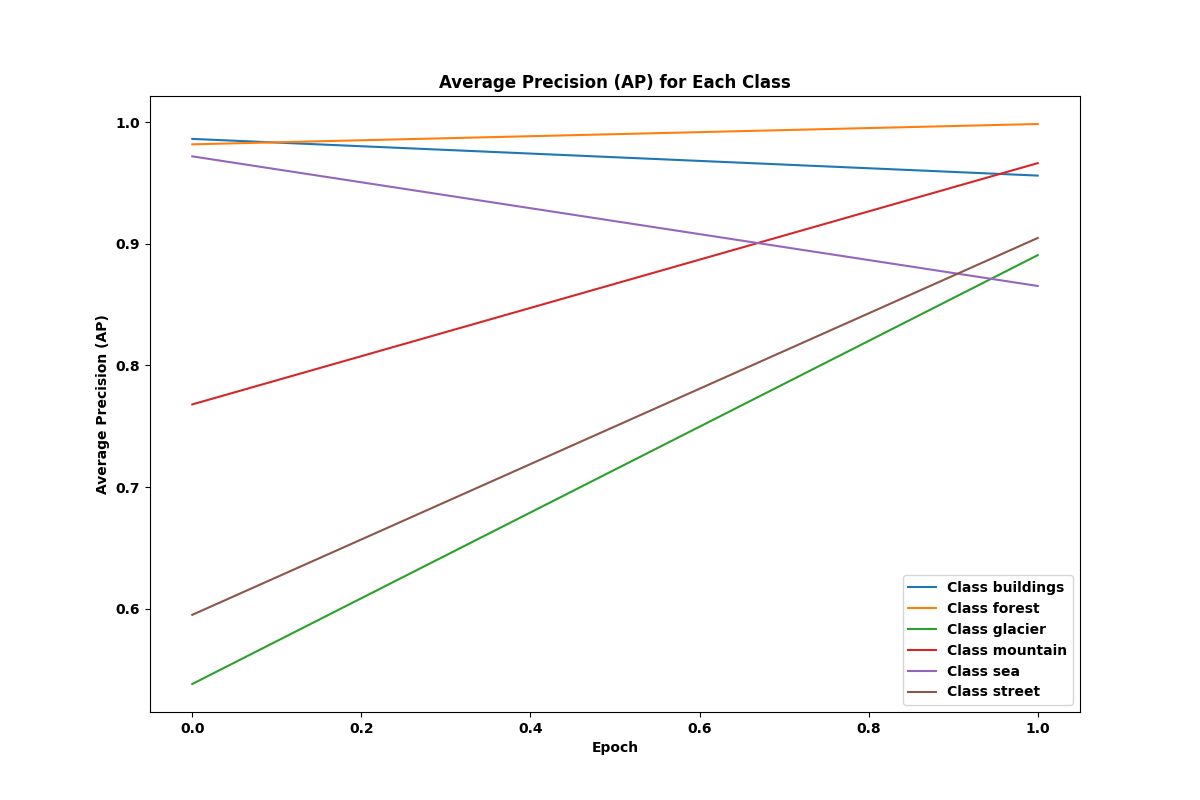 Average Precision (AP) for Each Class
Average Precision (AP)
1.0
0.9
0.8
0.7
0.6
0.0 0.2 0.4 0.6 0.8 1.0
Epoch
Class buildings
Class forest
Class glacier
Class mountain
Class sea
Class street